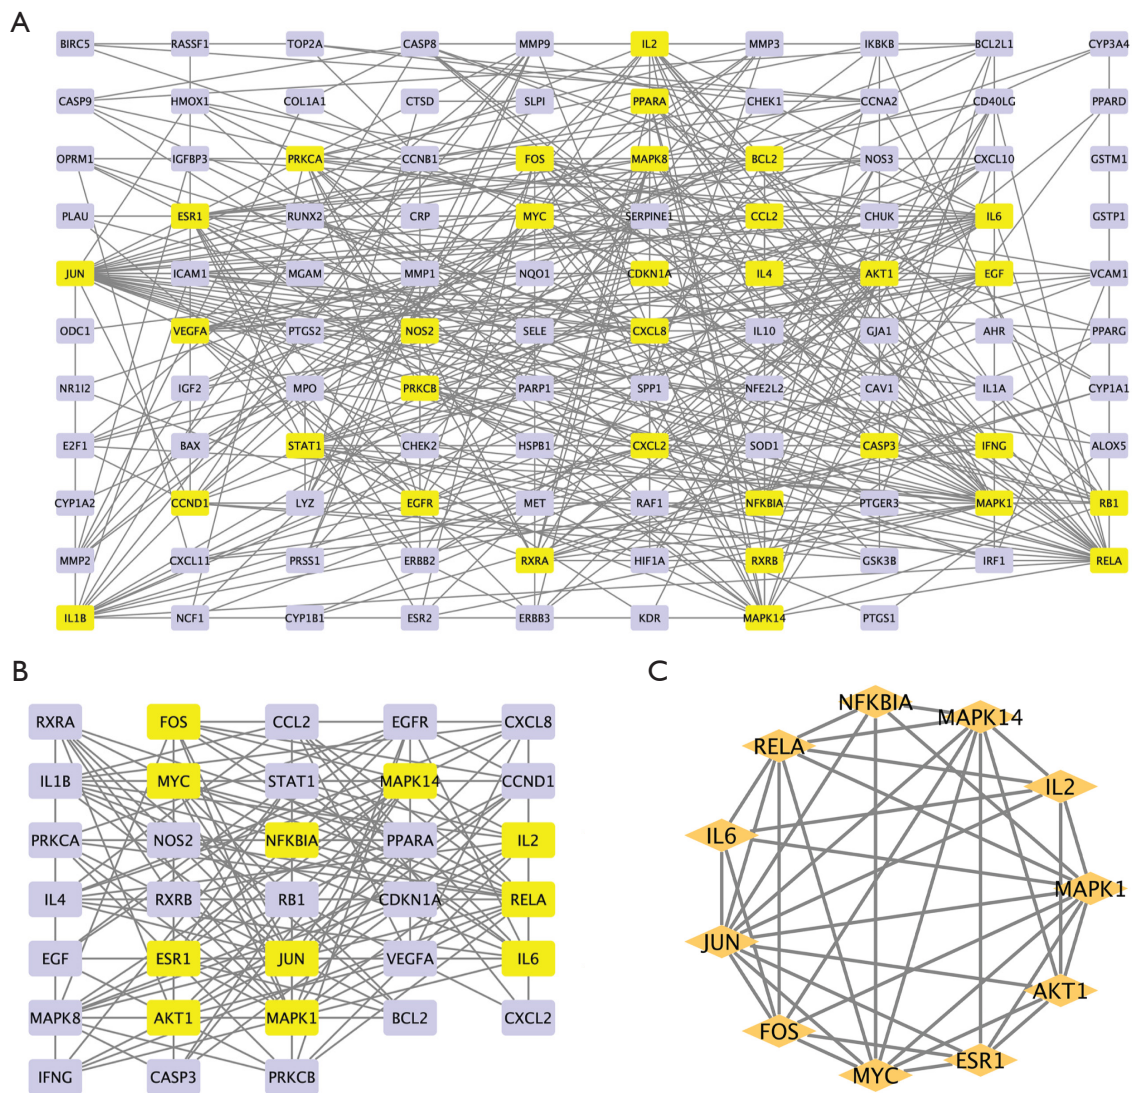 A
BIRC5 RASSF1 TOP2A CASP8 MMP9 IL2 MMP3 IKBKB BCL2L1 CYP3A4
CASP9 HMOX1 COL1A1 CTSD SLPI PPARA CHEK1 CCNA2 CD40LG PPARD
OPRM1 IGFBP3 PRKCA CCNB1 FOS MAPK8 BCL2 NOS3 CXCL10 GSTM1
PLAU ESR1 RUNX2 CRP MYC SERPINE1 CCL2 CHUK IL6 GSTP1
JUN ICAM1 MGAM MMP1 NQO1 CDKN1A IL4 AKT1 EGF VCAM1
ODC1 VEGFA PTGS2 NOS2 SELE CXCL8 IL10 GJA1 AHR PPARG
NR1I2 IGF2 MPO PRKCB PARP1 SPP1 NFE2L2 CAV1 IL1A CYP1A1
E2F1 BAX STAT1 CHEK2 HSPB1 CXCL2 SOD1 CASP3 IFNG ALOX5
CYP1A2 CCND1 LYZ EGFR MET RAF1 NFKBIA PTGER3 MAPK1 RB1
MMP2 CXCL11 PRSS1 ERBB2 RXRA HIF1A RXRB GSK3B IRF1 RELA
IL1B NCF1 CYP1B1 ESR2 ERBB3 KDR MAPK14 PTGS1
B
RXRA FOS CCL2 EGFR CXCL8
IL1B MYC STAT1 MAPK14 CCND1
PRKCA NOS2 NFKBIA PPARA IL2
IL4 RXRB RB1 CDKN1A RELA
EGF ESR1 JUN VEGFA IL6
MAPK8 AKT1 MAPK1 BCL2 CXCL2
IFNG CASP3 PRKCB
C
NFKBIA
MAPK14
RELA
IL2
IL6
MAPK1
JUN
AKT1
FOS
ESR1
MYC